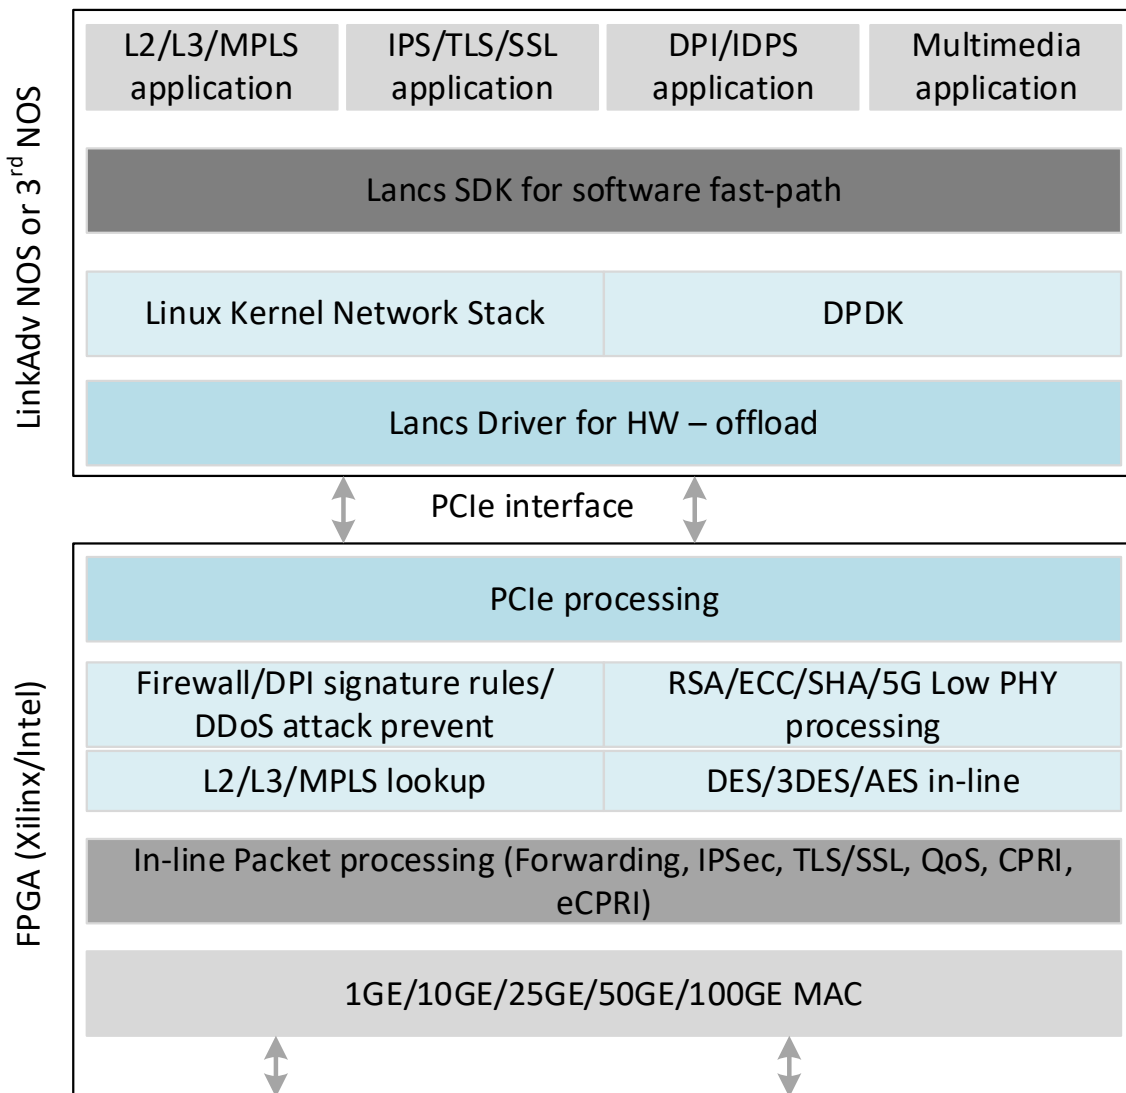 LinkAdv NOS or 3rd NOS
L2/L3/MPLS
application
IPS/TLS/SSL
application
DPI/IDPS
application
Multimedia
application
Lancs SDK for software fast-path
Linux Kernel Network Stack
DPDK
Lancs Driver for HW – offload
PCIe interface
FPGA (Xilinx/Intel)
PCIe processing
Firewall/DPI signature rules/
DDoS attack prevent
RSA/ECC/SHA/5G Low PHY
processing
L2/L3/MPLS lookup
DES/3DES/AES in-line
In-line Packet processing (Forwarding, IPSec, TLS/SSL, QoS, CPRI,
eCPRI)
1GE/10GE/25GE/50GE/100GE MAC